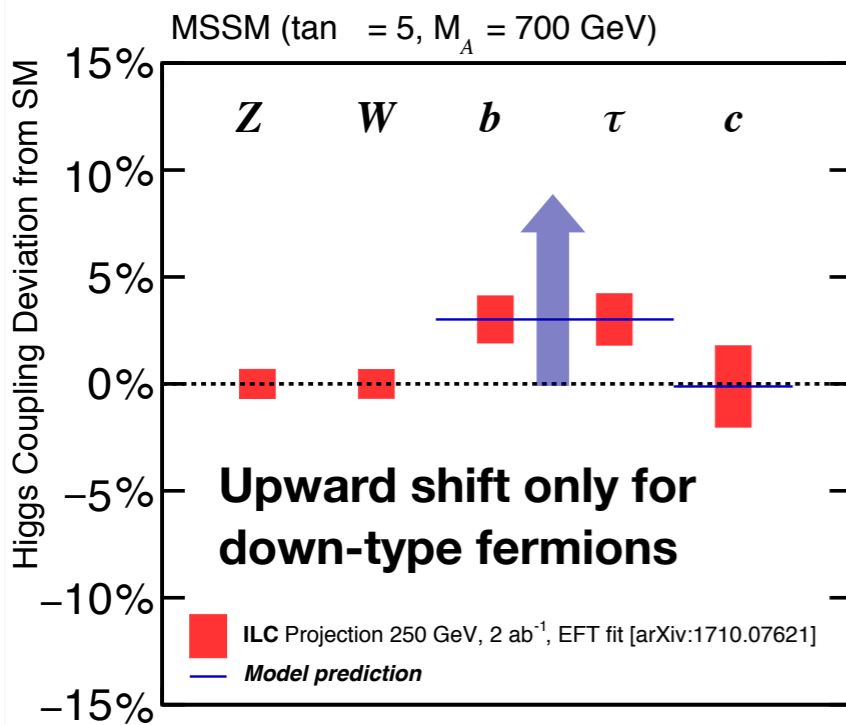 MSSM (tan = 5, M_A = 700 GeV)
Higgs Coupling Deviation from SM
15%
10%
5%
0%
−5%
−10%
−15%
Z W b τ c
Upward shift only for
down-type fermions
ILC Projection 250 GeV, 2 ab⁻¹, EFT fit [arXiv:1710.07621]
Model prediction